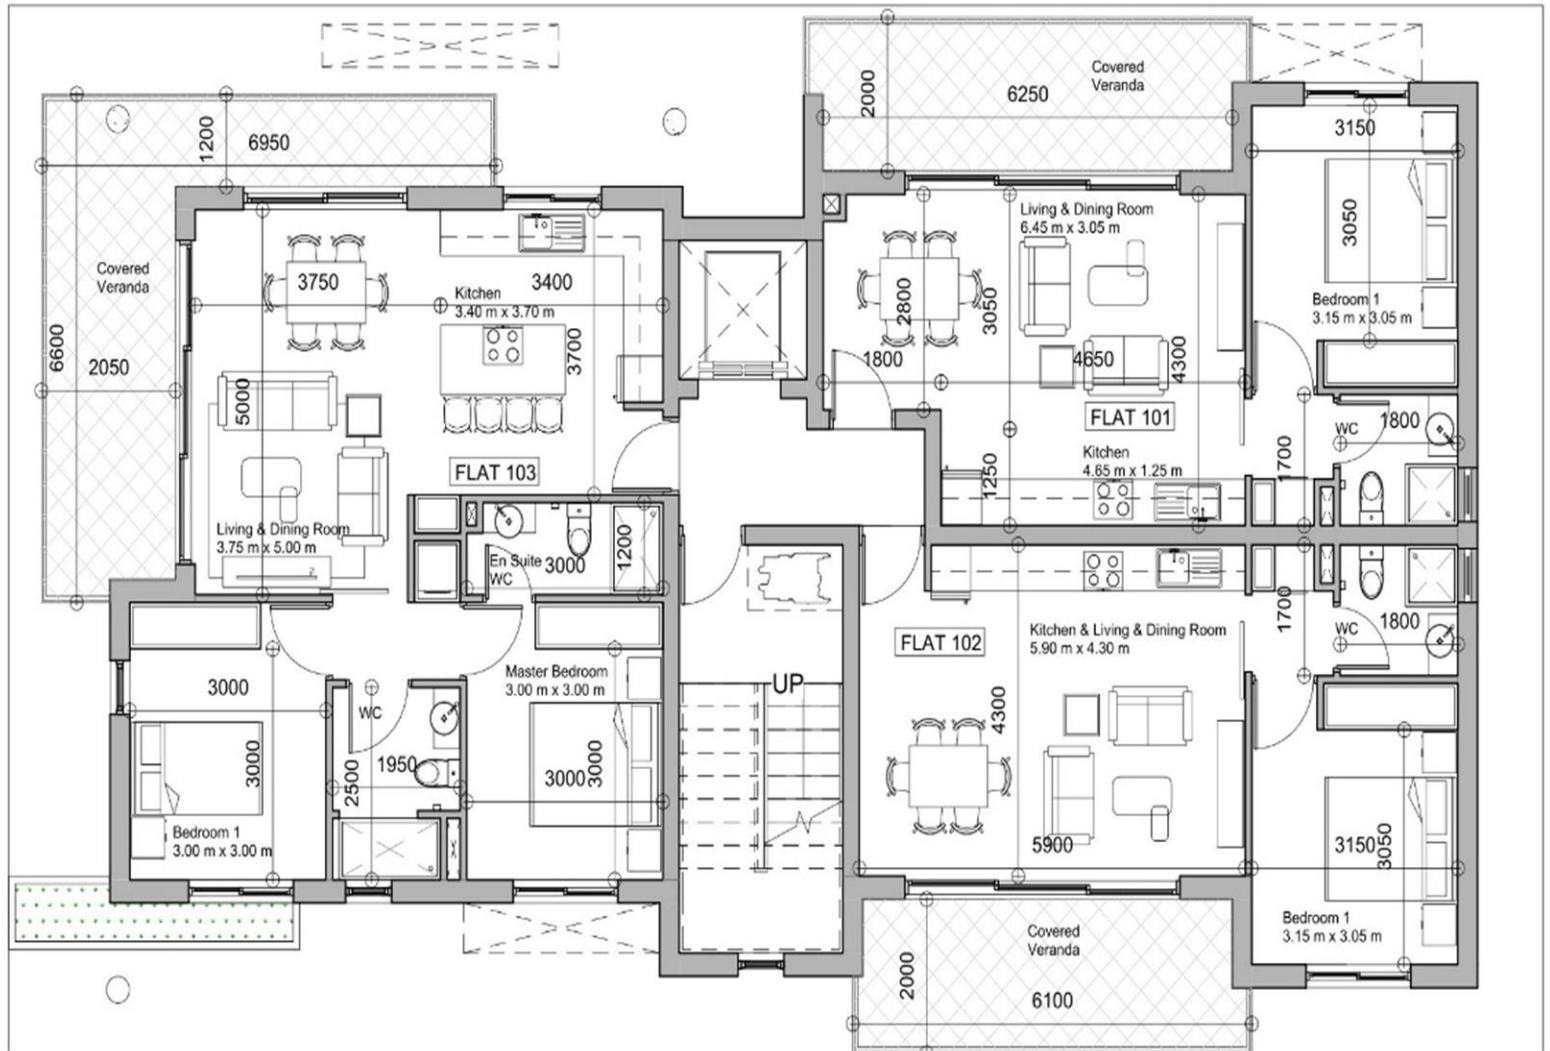 Covered
Veranda
2000
6250
1200
6950
3150
Covered
Veranda
6600
2050
3750
3400
Kitchen
3.40 m x 3.70 m
3700
5000
FLAT 103
Living & Dining Room
3.75 m x 5.00 m
En Suite
WC
3000
1200
Living & Dining Room
6.45 m x 3.05 m
2800
3050
1800
4650
4300
FLAT 101
Kitchen
4.65 m x 1.25 m
1250
3050
Bedroom 1
3.15 m x 3.05 m
WC
1800
1700
1700
WC
1800
FLAT 102
Kitchen & Living & Dining Room
5.90 m x 4.30 m
4300
5900
3150
3050
Bedroom 1
3.15 m x 3.05 m
3000
3000
Bedroom 1
3.00 m x 3.00 m
WC
1950
2500
Master Bedroom
3.00 m x 3.00 m
3000
3000
UP
Covered
Veranda
2000
6100